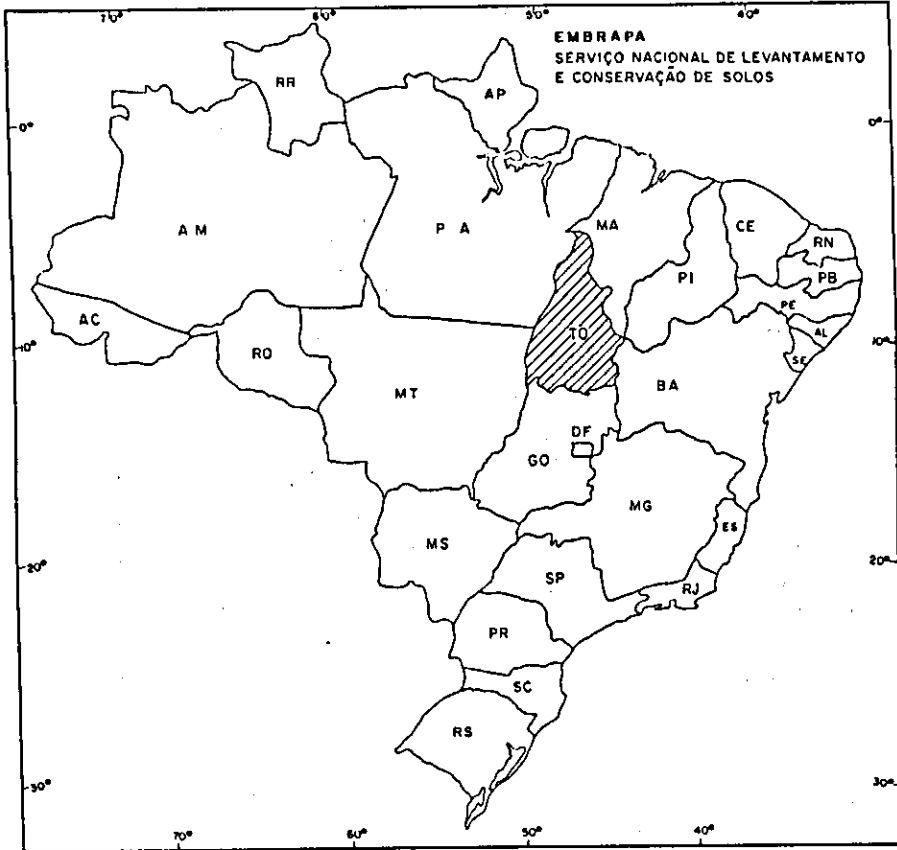 70° 60° 50° 40°
EMBRAPA
SERVIÇO NACIONAL DE LEVANTAMENTO
E CONSERVAÇÃO DE SOLOS
RR
AP
0° 0°
AM
PA
MA
CE
RN
PB
PI
PE
AC
AL
TO
SE
10° 10°
RO
MT
BA
DF
GO
MG
ES
MS
20° 20°
SP
RJ
PR
SC
RS
30° 30°
70° 60° 50° 40°